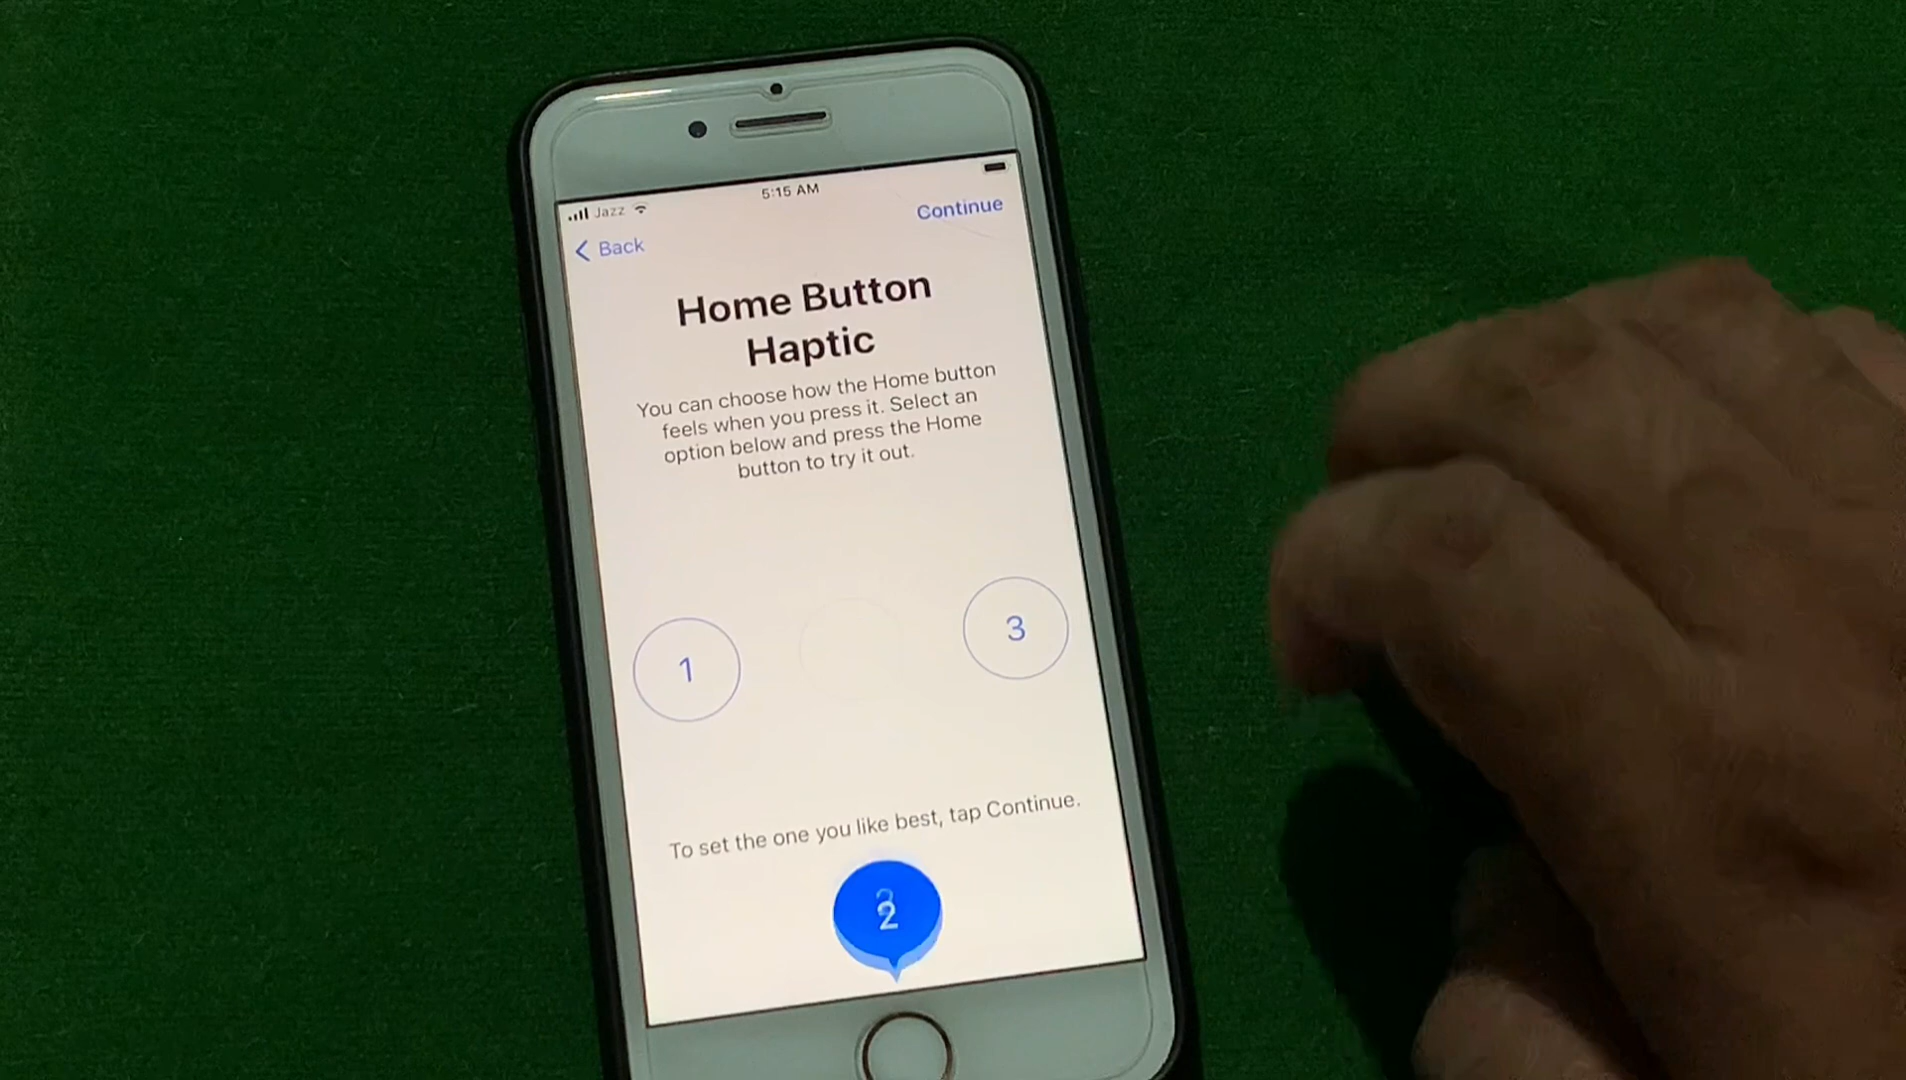 5:15 AM
Jazz
Continue
Back
Home Button
Haptic
You can choose how the Home button
feels when you press it. Select an
option below and press the Home
button to try it out.
1
3
To set the one you like best, tap Continue.
2